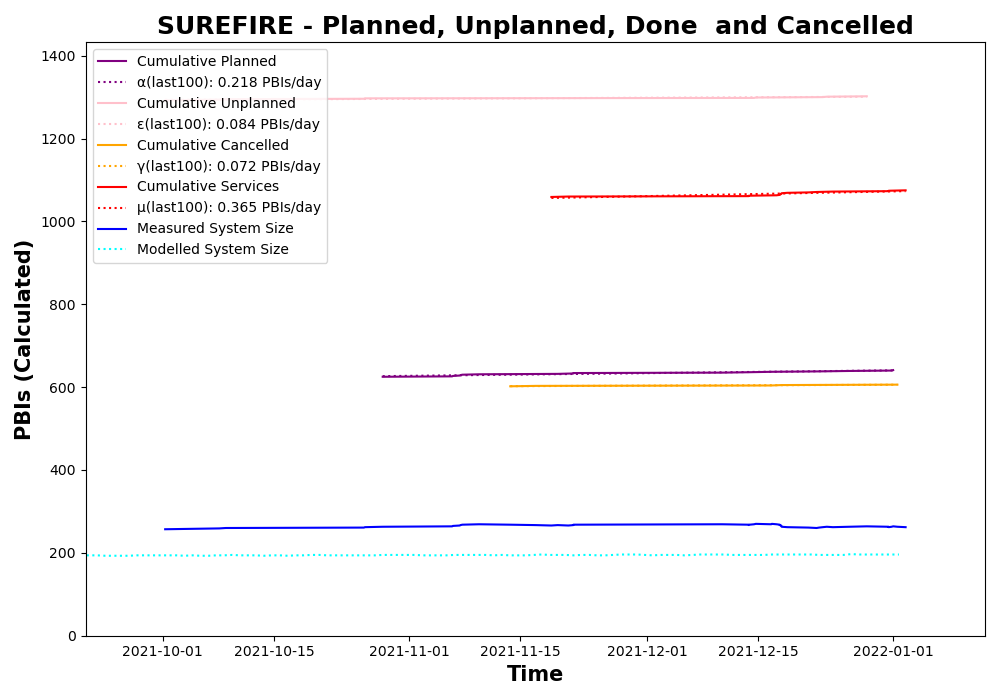 SUREFIRE - Planned, Unplanned, Done  and Cancelled
PBIs (Calculated)
1400
1200
1000
800
600
400
200
0
Cumulative Planned
α(last100): 0.218 PBIs/day
Cumulative Unplanned
ε(last100): 0.084 PBIs/day
Cumulative Cancelled
γ(last100): 0.072 PBIs/day
Cumulative Services
μ(last100): 0.365 PBIs/day
Measured System Size
Modelled System Size
2021-10-01 2021-10-15 2021-11-01 2021-11-15 2021-12-01 2021-12-15 2022-01-01
Time